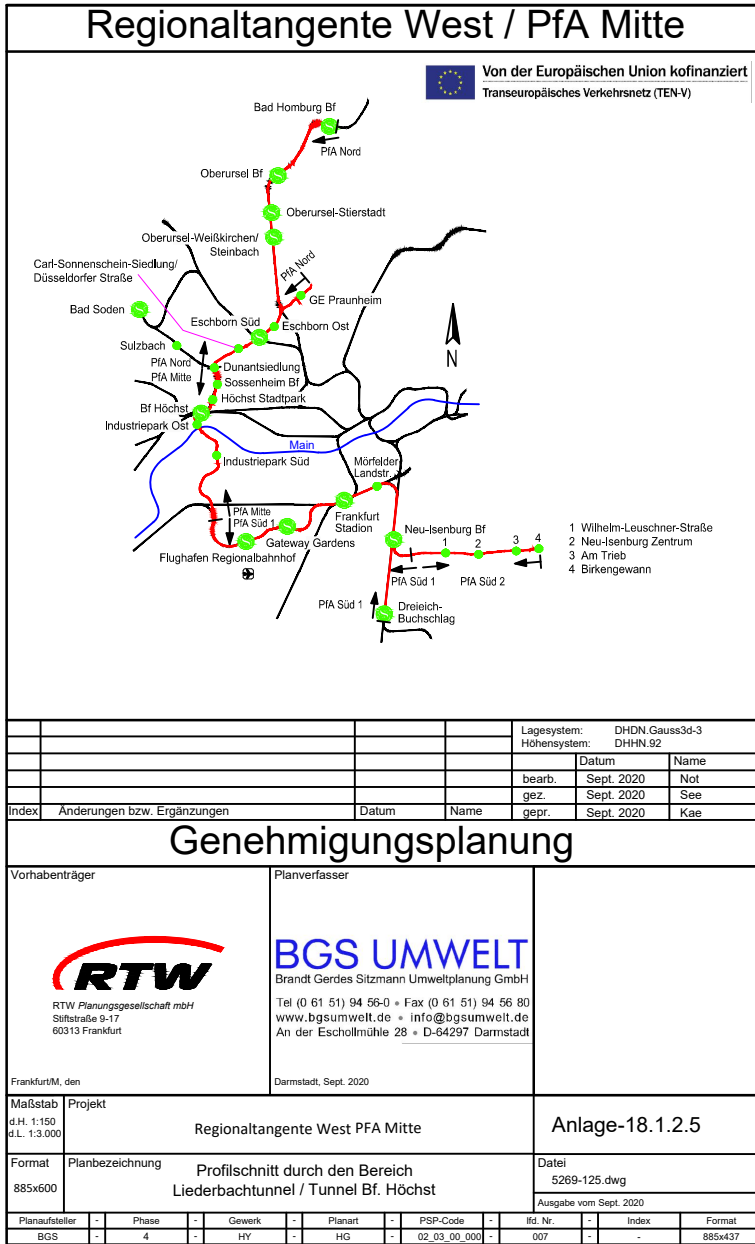 Regionaltangente West / PfA Mitte
Von der Europäischen Union kofinanziert
Transeuropäisches Verkehrsnetz (TEN-V)
Bad Homburg Bf
PfA Nord
Oberursel Bf
Oberursel-Stierstadt
Oberursel-Weißkirchen/
Steinbach
Carl-Sonnenschein-Siedlung/
Düsseldorfer Straße
PfA Nord
GE Praunheim
Bad Soden
Eschborn Süd
Eschborn Ost
Sulzbach
PfA Nord
PfA Mitte
Dunantsiedlung
Sossenheim Bf
Höchst Stadtpark
Bf Höchst
Industriepark Ost
N
Main
Industriepark Süd
Mörfelder
Landstr.
PfA Mitte
PfA Süd 1
Frankfurt
Stadion
Gateway Gardens
Flughafen Regionalbahnhof
Neu-Isenburg Bf
1
2
3
4
1 Wilhelm-Leuschner-Straße
2 Neu-Isenburg Zentrum
3 Am Trieb
4 Birkengewann
PfA Süd 1
PfA Süd 2
PfA Süd 1
Dreieich-
Buchschlag
Lagesystem: DHDN.Gauss3d-3
Höhensystem: DHHN.92
Datum Name
bearb. Sept. 2020 Not
gez. Sept. 2020 See
Index Änderungen bzw. Ergänzungen Datum Name gepr. Sept. 2020 Kae
Genehmigungsplanung
Vorhabenträger
RTW
RTW Planungsgesellschaft mbH
Stiftstraße 9-17
60313 Frankfurt
Frankfurt/M, den
Planverfasser
BGS UMWELT
Brandt Gerdes Sitzmann Umweltplanung GmbH
Tel (0 61 51) 94 56-0 • Fax (0 61 51) 94 56 80
www.bgsumwelt.de • info@bgsumwelt.de
An der Eschollmühle 28 • D-64297 Darmstadt
Darmstadt, Sept. 2020
Maßstab
d.H. 1:150
d.L. 1:3.000
Projekt
Regionaltangente West PFA Mitte
Anlage-18.1.2.5
Format
885x600
Planbezeichnung
Profilschnitt durch den Bereich
Liederbachtunnel / Tunnel Bf. Höchst
Datei
5269-125.dwg
Ausgabe vom Sept. 2020
Planaufsteller - Phase - Gewerk - Planart - PSP-Code - lfd. Nr. - Index Format
BGS - 4 - HY - HG - 02_03_00_000 - 007 - - 885x437